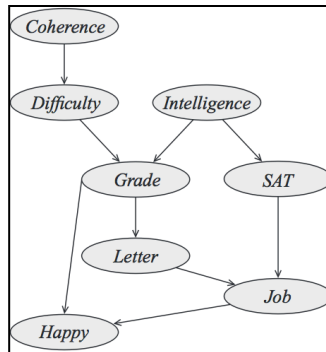 Coherence
Difficulty
Intelligence
Grade
SAT
Letter
Job
Happy